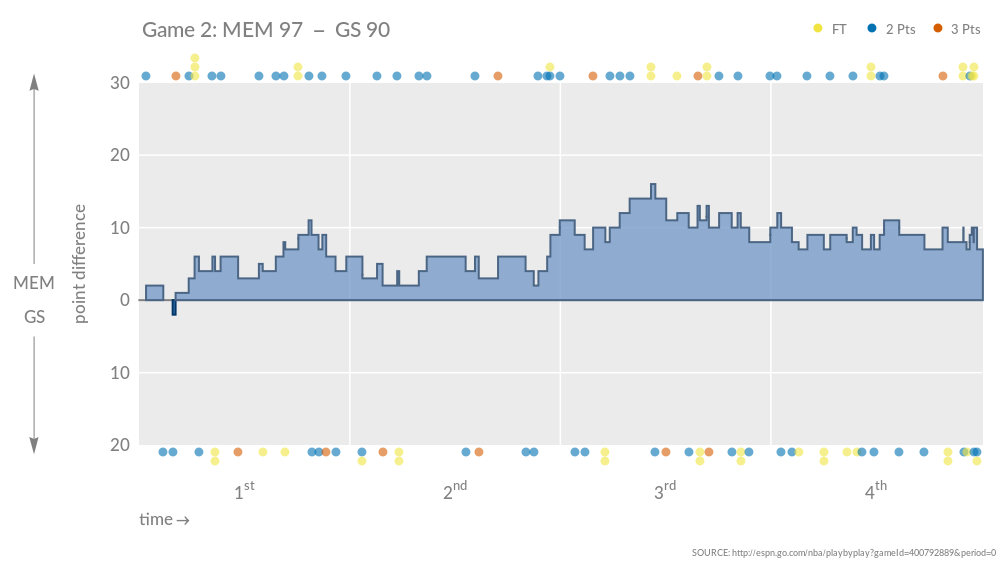 Game 2: MEM 97 – GS 90
FT
2 Pts
3 Pts
30
20
10
0
10
20
MEM
GS
point difference
1st
2nd
3rd
4th
time→
SOURCE: http://espn.go.com/nba/playbyplay?gameId=400792889&period=0